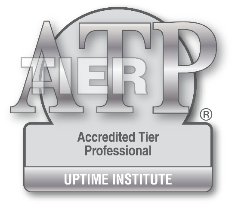 ATP
TIER
®
Accredited Tier
Professional
UPTIME INSTITUTE